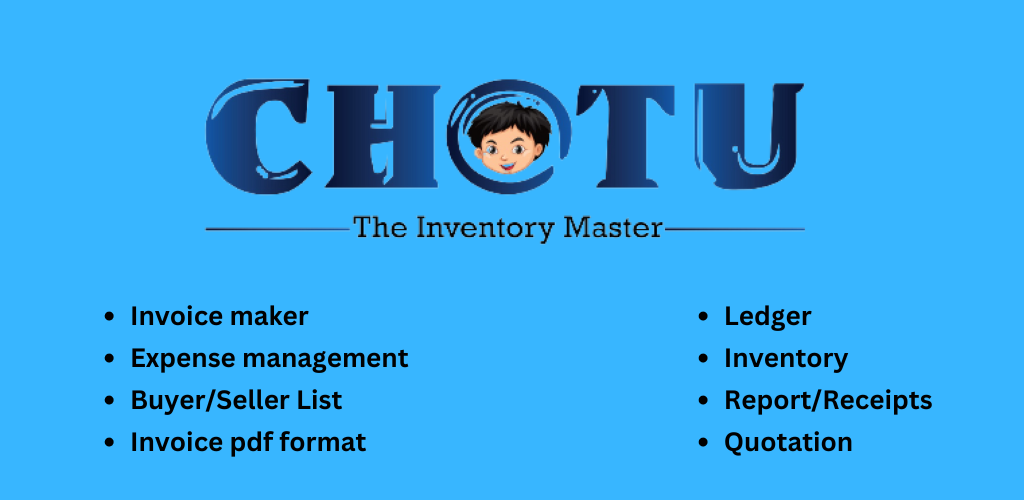 CHOTU
The Inventory Master
• Invoice maker
• Expense management
• Buyer/Seller List
• Invoice pdf format
• Ledger
• Inventory
• Report/Receipts
• Quotation